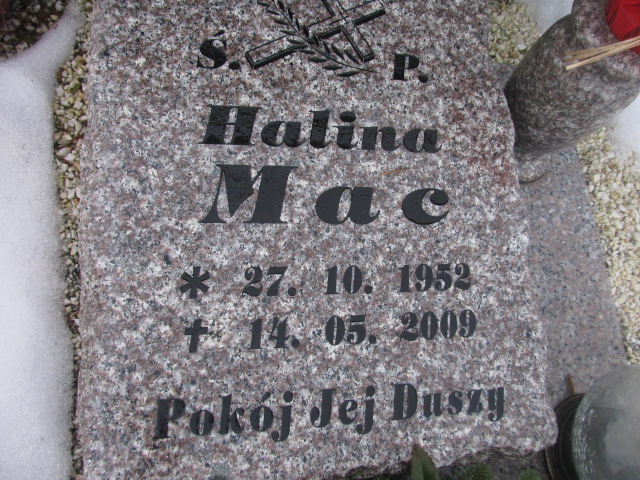 Ś. P.
Halina
Mac
* 27. 10. 1952
✝ 14. 05. 2009
Pokój Jej Duszy